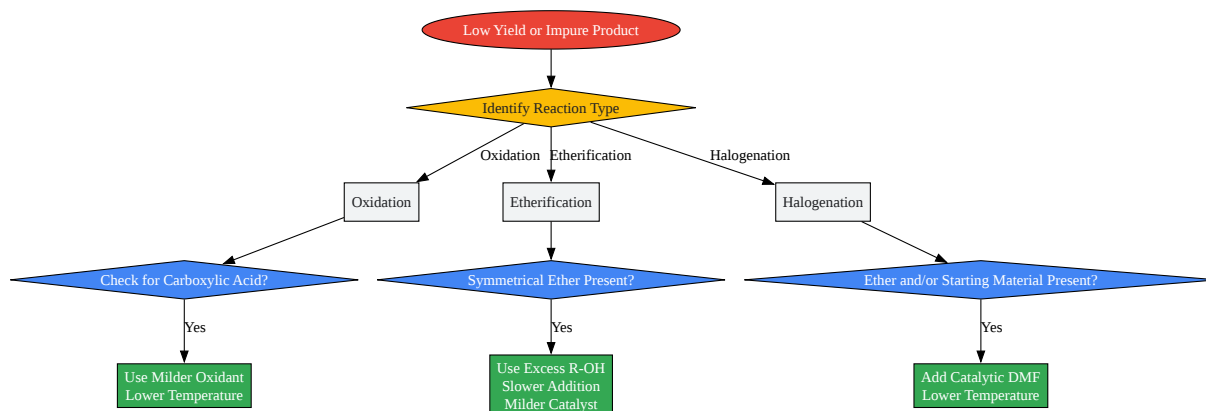 Low Yield or Impure Product
Identify Reaction Type
Oxidation
Etherification
Halogenation
Oxidation
Etherification
Halogenation
Check for Carboxylic Acid?
Symmetrical Ether Present?
Ether and/or Starting Material Present?
Yes
Yes
Yes
Use Milder Oxidant
Lower Temperature
Use Excess R-OH
Slower Addition
Milder Catalyst
Add Catalytic DMF
Lower Temperature